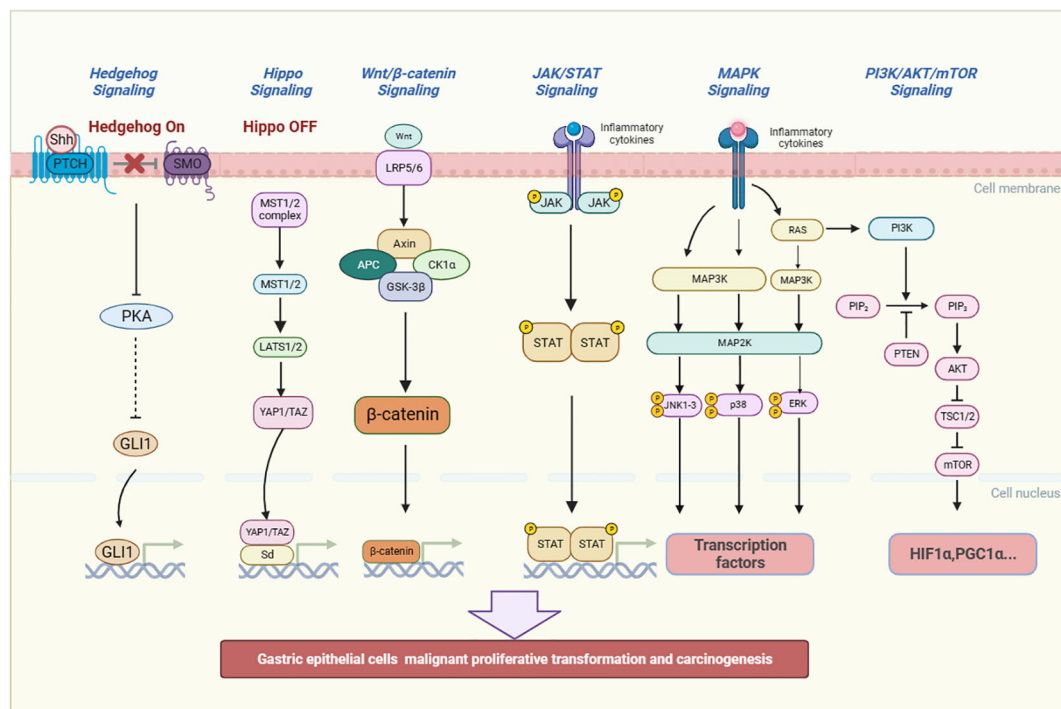 Hedgehog
Signaling
Hippo
Signaling
Wnt/β-catenin
Signaling
JAK/STAT
Signaling
MAPK
Signaling
PI3K/AKT/mTOR
Signaling
Hedgehog On
Hippo OFF
Shh
PTCH
SMO
Wnt
LRP5/6
Inflammatory
cytokines
Inflammatory
cytokines
Cell membrane
PKA
GLI1
GLI1
MST1/2
complex
MST1/2
LATS1/2
YAP1/TAZ
YAP1/TAZ
Sd
Axin
APC
CK1α
GSK-3β
β-catenin
β-catenin
P
JAK
JAK
P
P
STAT
STAT
P
P
STAT
STAT
P
RAS
MAP3K
MAP3K
MAP2K
P
P
JNK1-3
P
P
p38
P
P
ERK
Transcription
factors
PI3K
PIP₂
PIP₃
PTEN
AKT
TSC1/2
mTOR
Cell nucleus
HIF1α,PGC1α...
Gastric epithelial cells malignant proliferative transformation and carcinogenesis